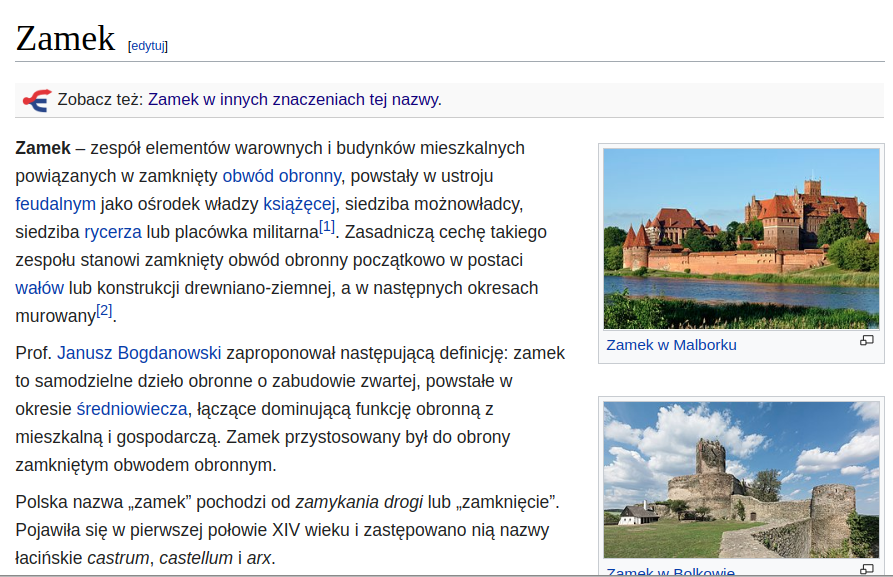 Zamek [edytuj]
Zobacz też: Zamek w innych znaczeniach tej nazwy.
Zamek – zespół elementów warownych i budynków mieszkalnych
powiązanych w zamknięty obwód obronny, powstały w ustroju
feudalnym jako ośrodek władzy książęcej, siedziba możnowładcy,
siedziba rycerza lub placówka militarna[1]. Zasadniczą cechę takiego
zespołu stanowi zamknięty obwód obronny początkowo w postaci
wałów lub konstrukcji drewniano-ziemnej, a w następnych okresach
murowany[2].
Prof. Janusz Bogdanowski zaproponował następującą definicję: zamek
to samodzielne dzieło obronne o zabudowie zwartej, powstałe w
okresie średniowiecza, łączące dominującą funkcję obronną z
mieszkalną i gospodarczą. Zamek przystosowany był do obrony
zamkniętym obwodem obronnym.
Polska nazwa „zamek” pochodzi od zamykania drogi lub „zamknięcie”.
Pojawiła się w pierwszej połowie XIV wieku i zastępowano nią nazwy
łacińskie castrum, castellum i arx.
Zamek w Malborku
Zamek w Bolkowie